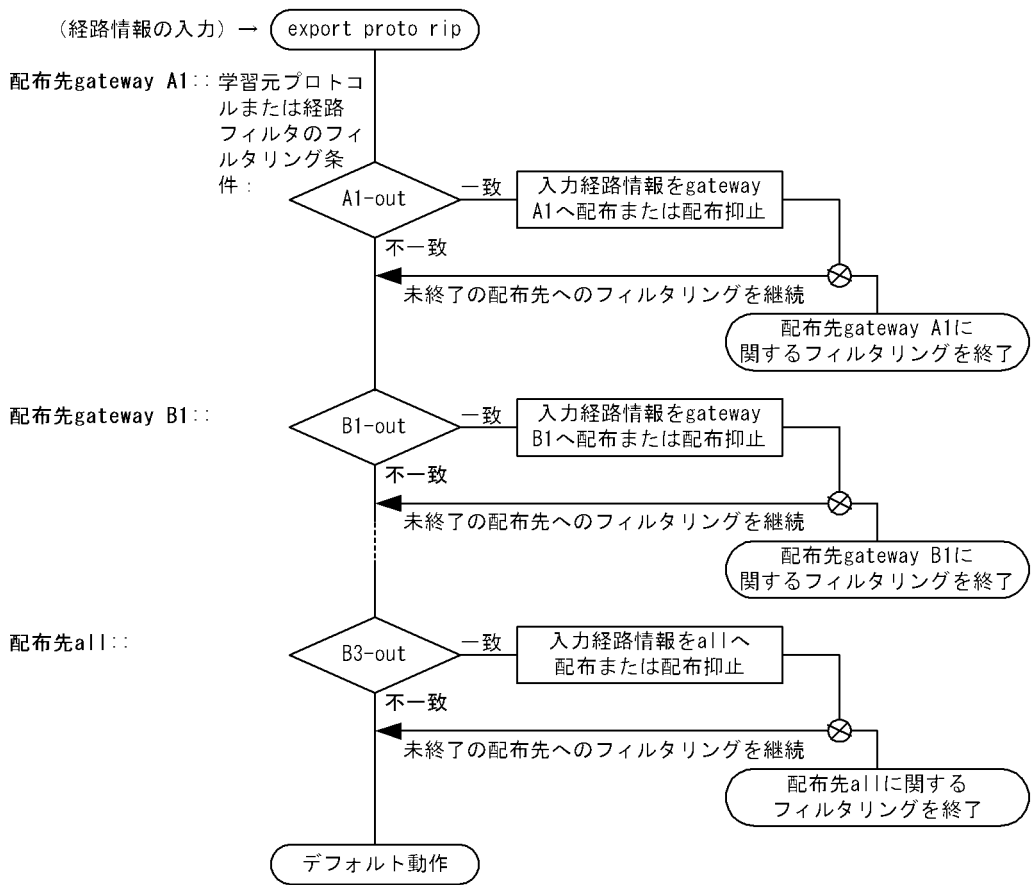 （経路情報の入力）→ export proto rip
配布先gateway A1:: 学習元プロトコ
ルまたは経路
フィルタのフィ
ルタリング条
件：
A1-out
一致
入力経路情報をgateway
A1へ配布または配布抑止
不一致
未終了の配布先へのフィルタリングを継続
配布先gateway A1に
関するフィルタリングを終了
配布先gateway B1::
B1-out
一致
入力経路情報をgateway
B1へ配布または配布抑止
不一致
未終了の配布先へのフィルタリングを継続
配布先gateway B1に
関するフィルタリングを終了
配布先all::
B3-out
一致
入力経路情報をallへ
配布または配布抑止
不一致
未終了の配布先へのフィルタリングを継続
配布先allに関する
フィルタリングを終了
デフォルト動作